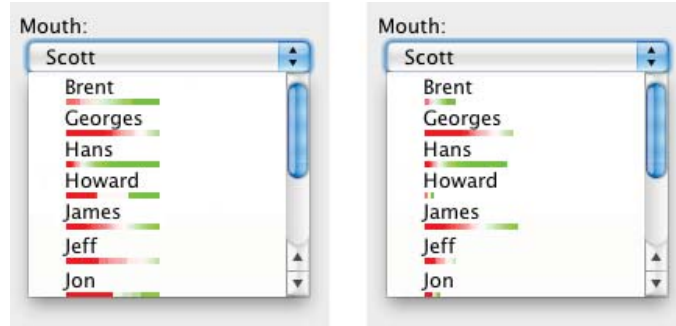 Mouth:
Scott
Brent
Georges
Hans
Howard
James
Jeff
Jon
Mouth:
Scott
Brent
Georges
Hans
Howard
James
Jeff
Jon